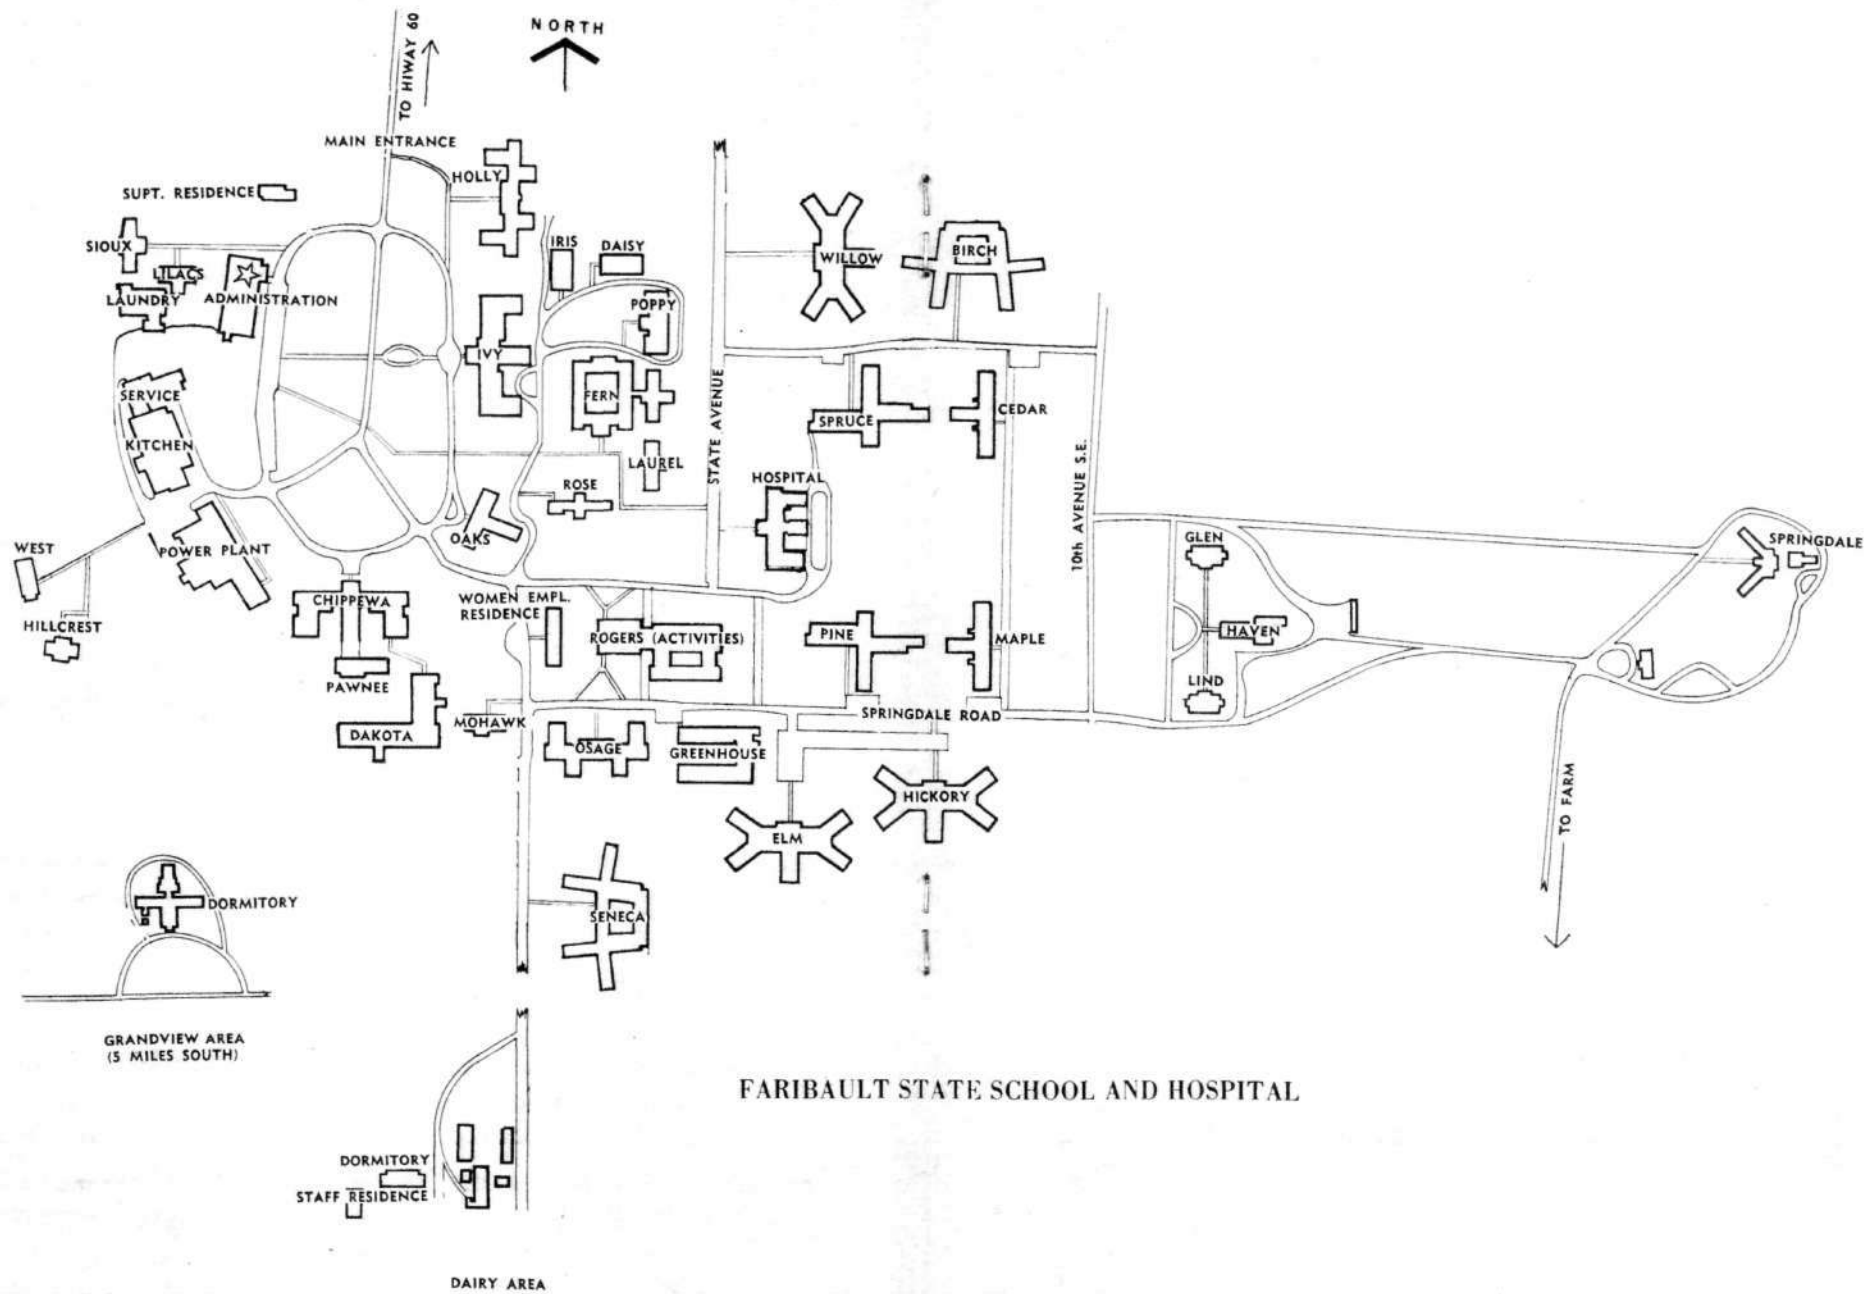 NORTH
TO HIWAY 60
MAIN ENTRANCE
HOLLY
SUPT. RESIDENCE
SIOUX
LILACS
LAUNDRY
ADMINISTRATION
IRIS
DAISY
POPPY
WILLOW
BIRCH
IVY
FERN
STATE AVENUE
SERVICE
KITCHEN
SPRUCE
CEDAR
LAUREL
ROSE
HOSPITAL
10th AVENUE S.E.
OAKS
WEST
POWER PLANT
GLEN
SPRINGDALE
HILLCREST
CHIPPEWA
WOMEN EMPL.
RESIDENCE
ROGERS (ACTIVITIES)
PINE
MAPLE
HAVEN
PAWNEE
LIND
MOHAWK
SPRINGDALE ROAD
DAKOTA
OSAGE
GREENHOUSE
HICKORY
TO FARM
ELM
DORMITORY
SENECA
GRANDVIEW AREA
(5 MILES SOUTH)
FARIBAULT STATE SCHOOL AND HOSPITAL
DORMITORY
STAFF RESIDENCE
DAIRY AREA